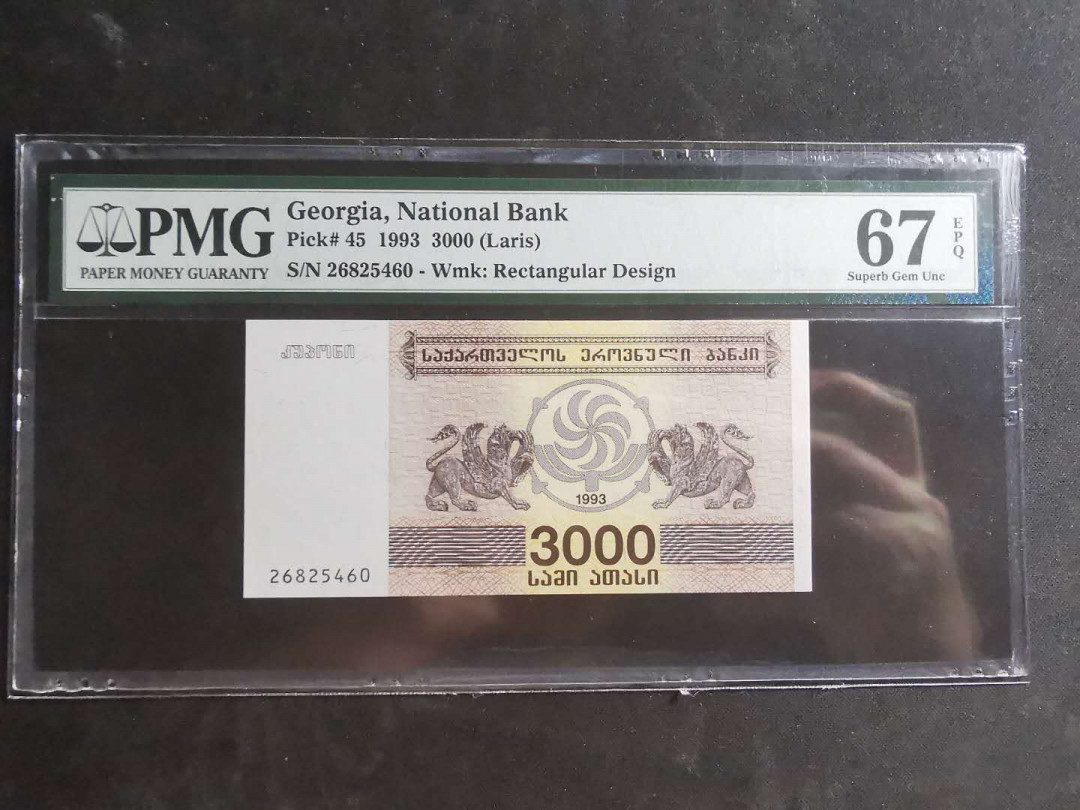 PMG
PAPER MONEY GUARANTY
Georgia, National Bank
Pick# 45 1993 3000 (Laris)
S/N 26825460 - Wmk: Rectangular Design
67 EPQ
Superb Gem Unc
კუპონი
საქართველოს ეროვნული ბანკი
1993
3000
სამი ათასი
26825460